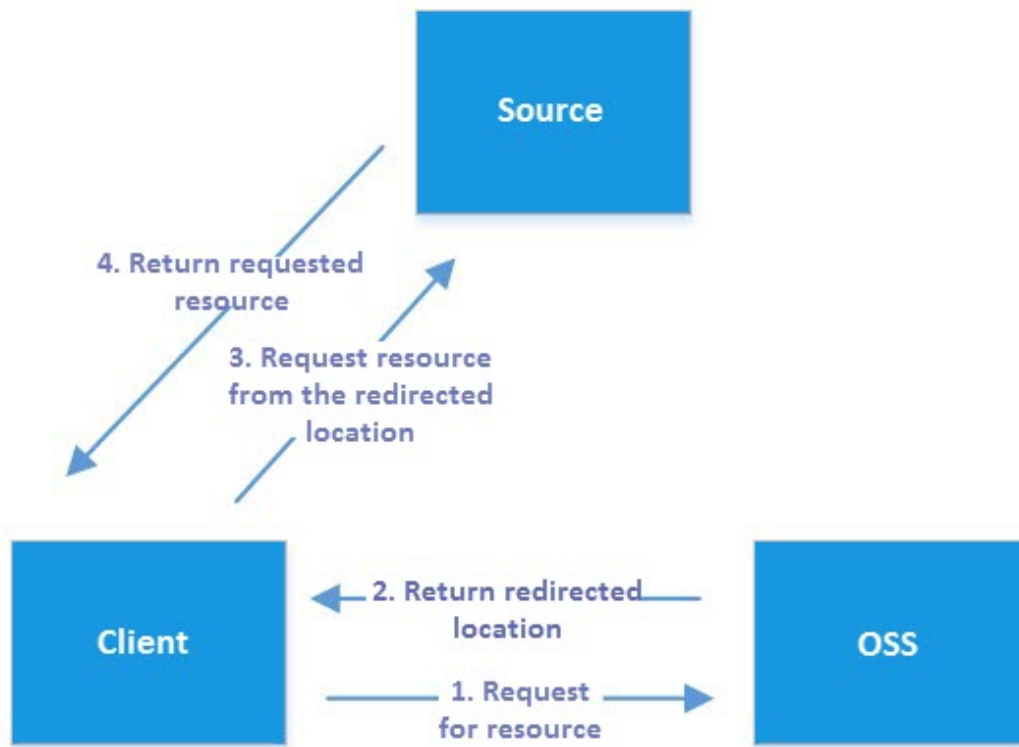 Source
4. Return requested
resource
3. Request resource
from the redirected
location
2. Return redirected
location
Client
OSS
1. Request
for resource